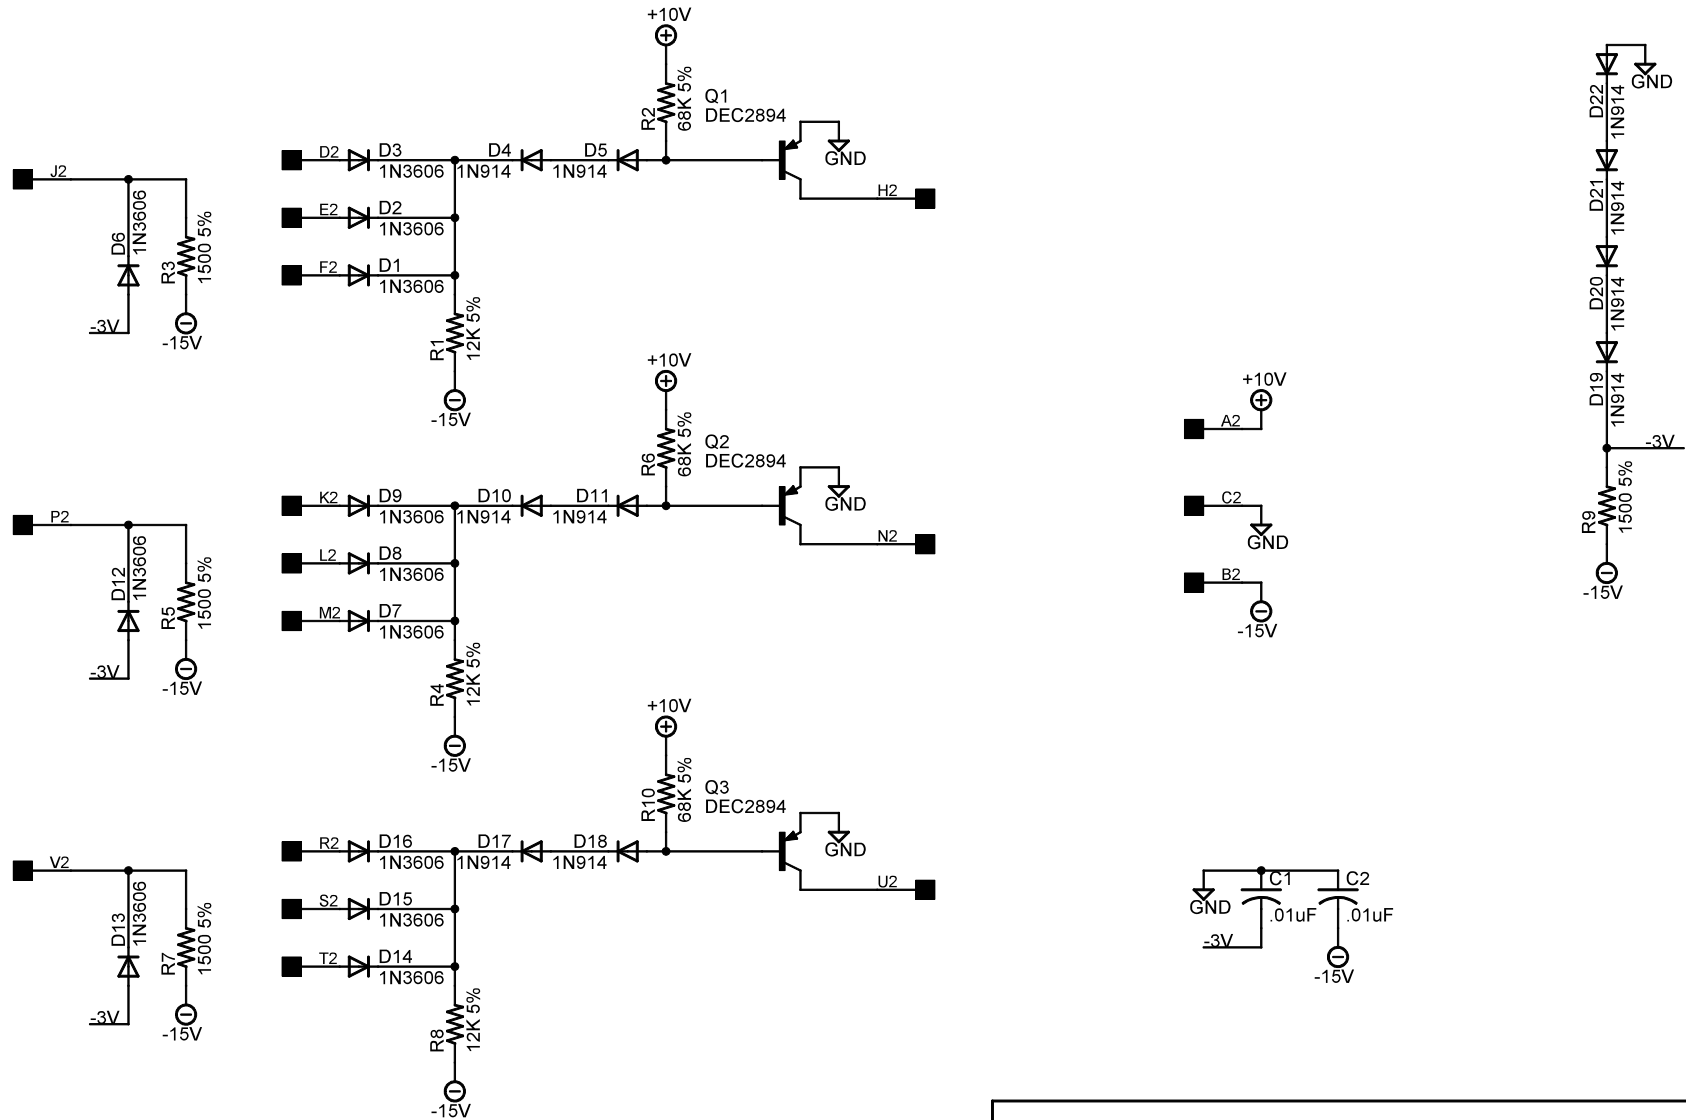 +10V
R2
68K 5%
Q1
DEC2894
GND
H2
D2
D3
1N3606
D4
1N914
D5
1N914
E2
D2
1N3606
F2
D1
1N3606
R1
12K 5%
-15V
J2
D6
1N3606
-3V
R3
1500 5%
-15V
+10V
R6
68K 5%
Q2
DEC2894
GND
N2
K2
D9
1N3606
D10
1N914
D11
1N914
L2
D8
1N3606
M2
D7
1N3606
R4
12K 5%
-15V
P2
D12
1N3606
-3V
R5
1500 5%
-15V
+10V
R10
68K 5%
Q3
DEC2894
GND
U2
R2
D16
1N3606
D17
1N914
D18
1N914
S2
D15
1N3606
T2
D14
1N3606
R8
12K 5%
-15V
V2
D13
1N3606
-3V
R7
1500 5%
-15V
+10V
A2
C2
GND
B2
-15V
GND
C1
.01uF
C2
.01uF
-3V
-15V
GND
D22
1N914
D21
1N914
D20
1N914
D19
1N914
-3V
R9
1500 5%
-15V